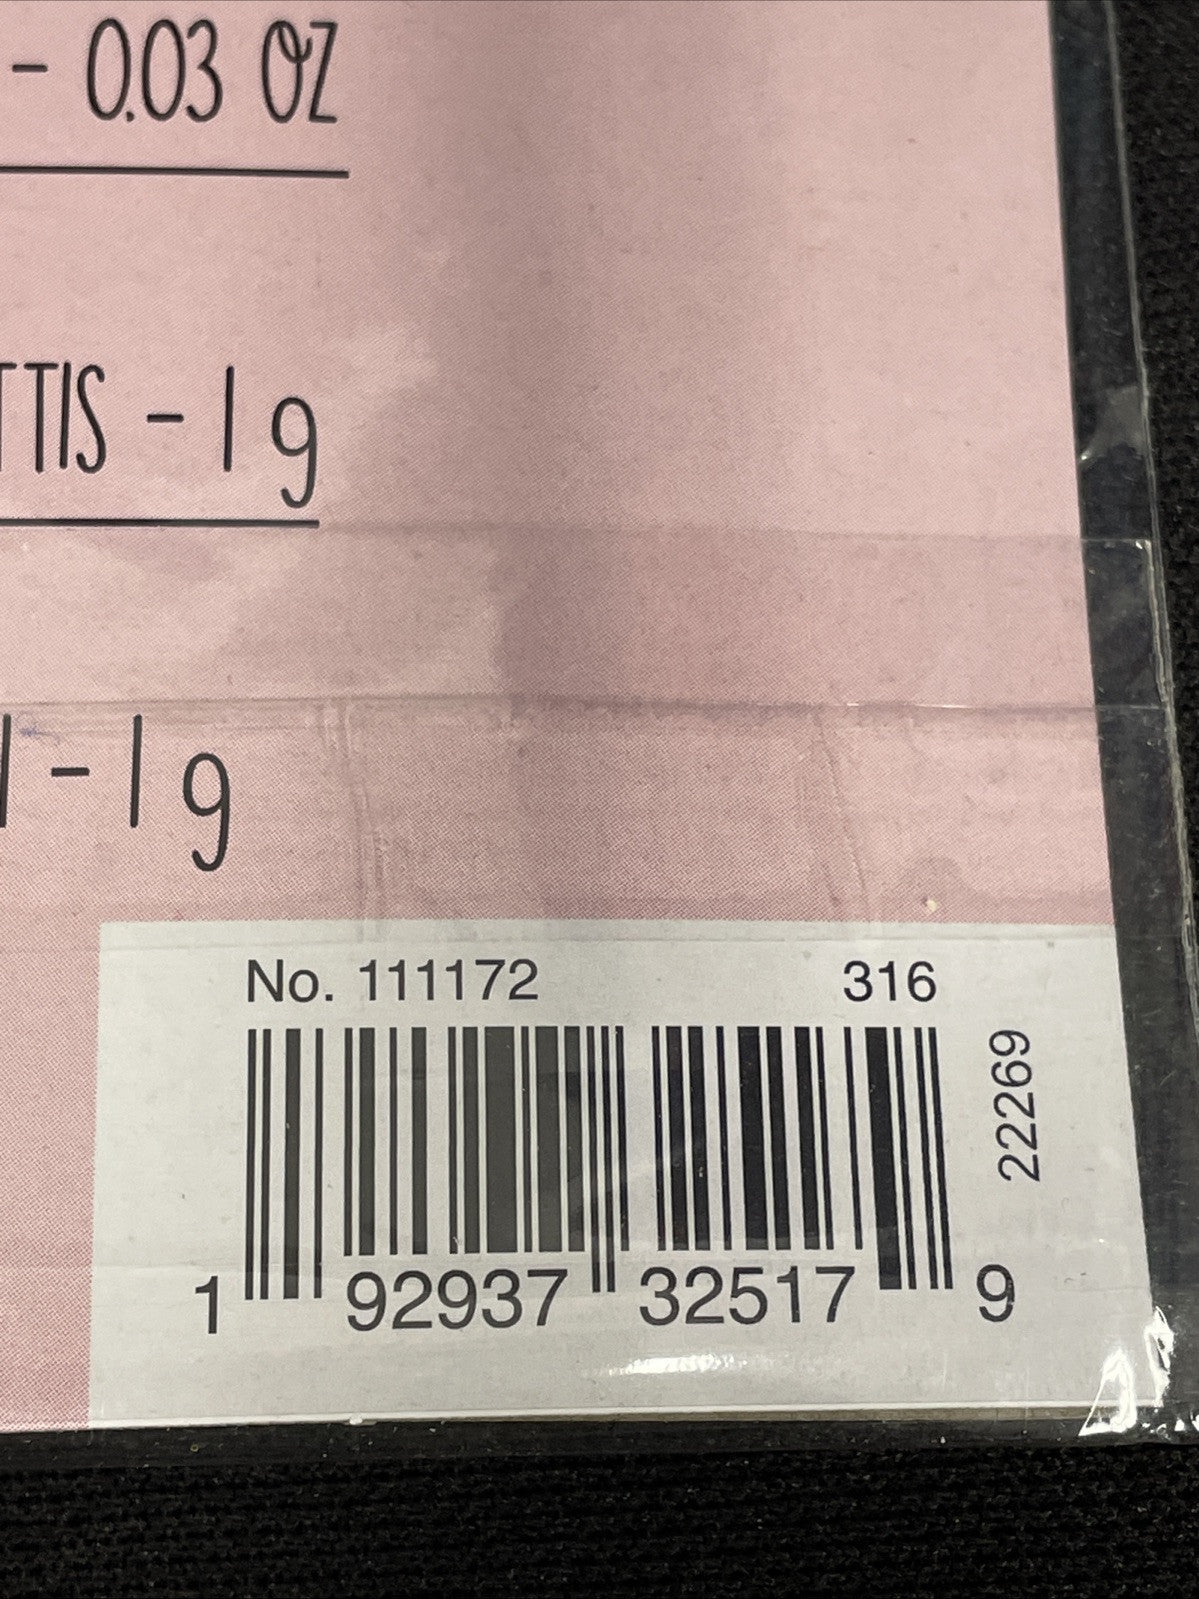 - 0.03 OZ
TTIS - 1 g
- 1 g
No. 111172 316
22269
1 92937 32517 9